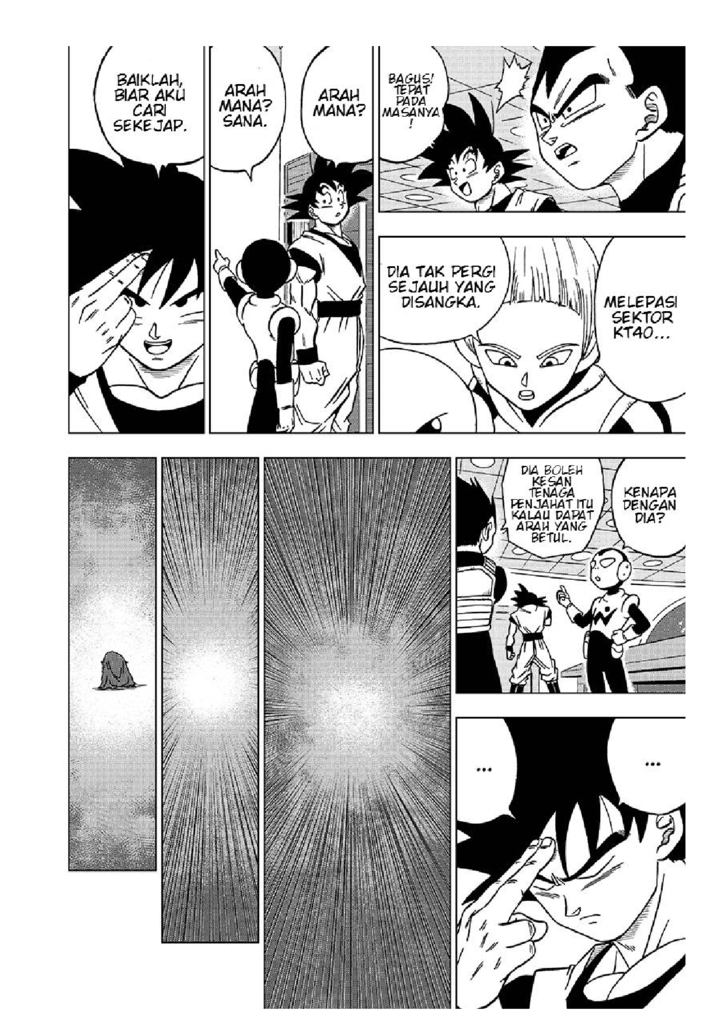 BAGUS!
TEPAT
PADA
MASANYA
!
MELEPASI
SEKTOR
KT40...
DIA TAK PERGI
SEJAUH YANG
DISANGKA.
ARAH
MANA?
ARAH
MANA?
SANA.
BAIKLAH,
BIAR AKU
CARI
SEKEJAP.
KENAPA
DENGAN
DIA?
DIA BOLEH
KESAN
TENAGA
PENJAHAT ITU
KALAU DAPAT
ARAH YANG
BETUL.
...
...